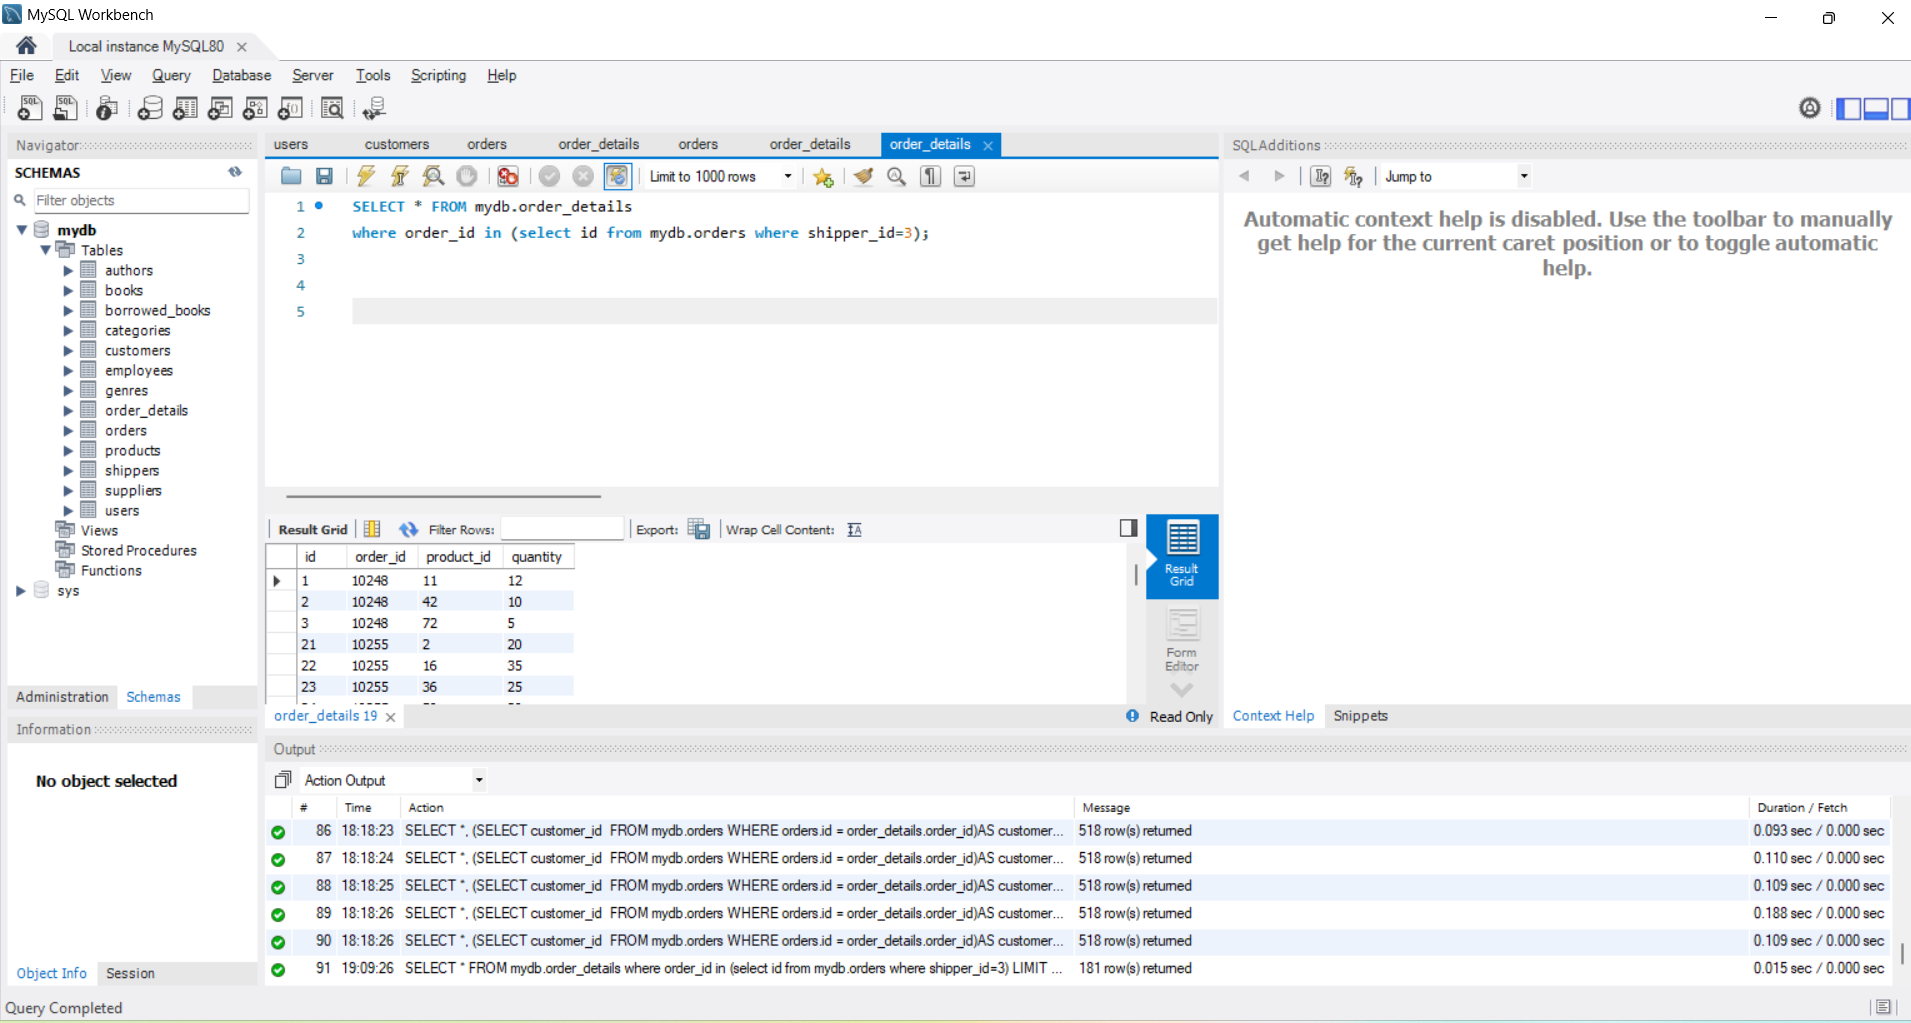 MySQL Workbench
Local instance MySQL80
File Edit View Query Database Server Tools Scripting Help
Navigator
SCHEMAS
Filter objects
mydb
Tables
authors
books
borrowed_books
categories
customers
employees
genres
order_details
orders
products
shippers
suppliers
users
Views
Stored Procedures
Functions
sys
Administration Schemas
Information
No object selected
Object Info Session
users customers orders order_details orders order_details order_details
Limit to 1000 rows
1 SELECT * FROM mydb.order_details
2 where order_id in (select id from mydb.orders where shipper_id=3);
3
4
5
Result Grid Filter Rows: Export: Wrap Cell Content:
id order_id product_id quantity
1 10248 11 12
2 10248 42 10
3 10248 72 5
21 10255 2 20
22 10255 16 35
23 10255 36 25
Result
Grid
Form
Editor
order_details 19 Read Only
SQLAdditions
Jump to
Automatic context help is disabled. Use the toolbar to manually
get help for the current caret position or to toggle automatic
help.
Context Help Snippets
Output
Action Output
# Time Action Message Duration / Fetch
86 18:18:23 SELECT *, (SELECT customer_id FROM mydb.orders WHERE orders.id = order_details.order_id)AS customer... 518 row(s) returned 0.093 sec / 0.000 sec
87 18:18:24 SELECT *, (SELECT customer_id FROM mydb.orders WHERE orders.id = order_details.order_id)AS customer... 518 row(s) returned 0.110 sec / 0.000 sec
88 18:18:25 SELECT *, (SELECT customer_id FROM mydb.orders WHERE orders.id = order_details.order_id)AS customer... 518 row(s) returned 0.109 sec / 0.000 sec
89 18:18:26 SELECT *, (SELECT customer_id FROM mydb.orders WHERE orders.id = order_details.order_id)AS customer... 518 row(s) returned 0.188 sec / 0.000 sec
90 18:18:26 SELECT *, (SELECT customer_id FROM mydb.orders WHERE orders.id = order_details.order_id)AS customer... 518 row(s) returned 0.109 sec / 0.000 sec
91 19:09:26 SELECT * FROM mydb.order_details where order_id in (select id from mydb.orders where shipper_id=3) LIMIT ... 181 row(s) returned 0.015 sec / 0.000 sec
Query Completed